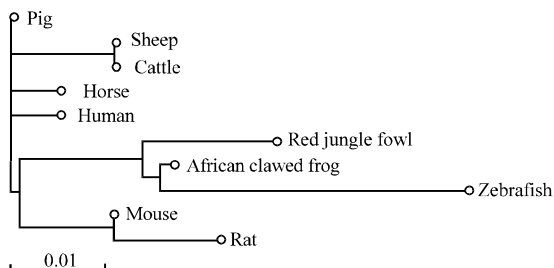 Pig
Sheep
Cattle
Horse
Human
Red jungle fowl
African clawed frog
Zebrafish
Mouse
Rat
0.01